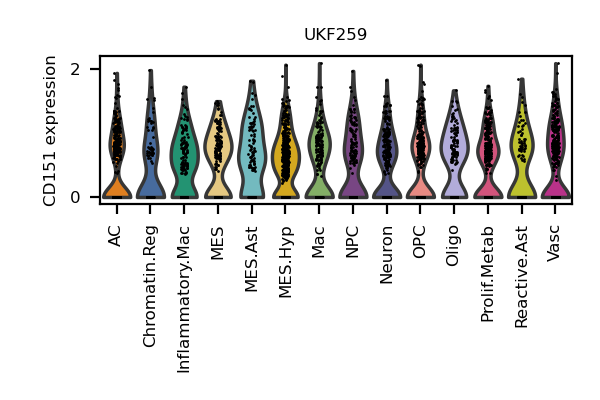 UKF259
CD151 expression
2
0
AC
Chromatin.Reg
Inflammatory.Mac
MES
MES.Ast
MES.Hyp
Mac
NPC
Neuron
OPC
Oligo
Prolif.Metab
Reactive.Ast
Vasc